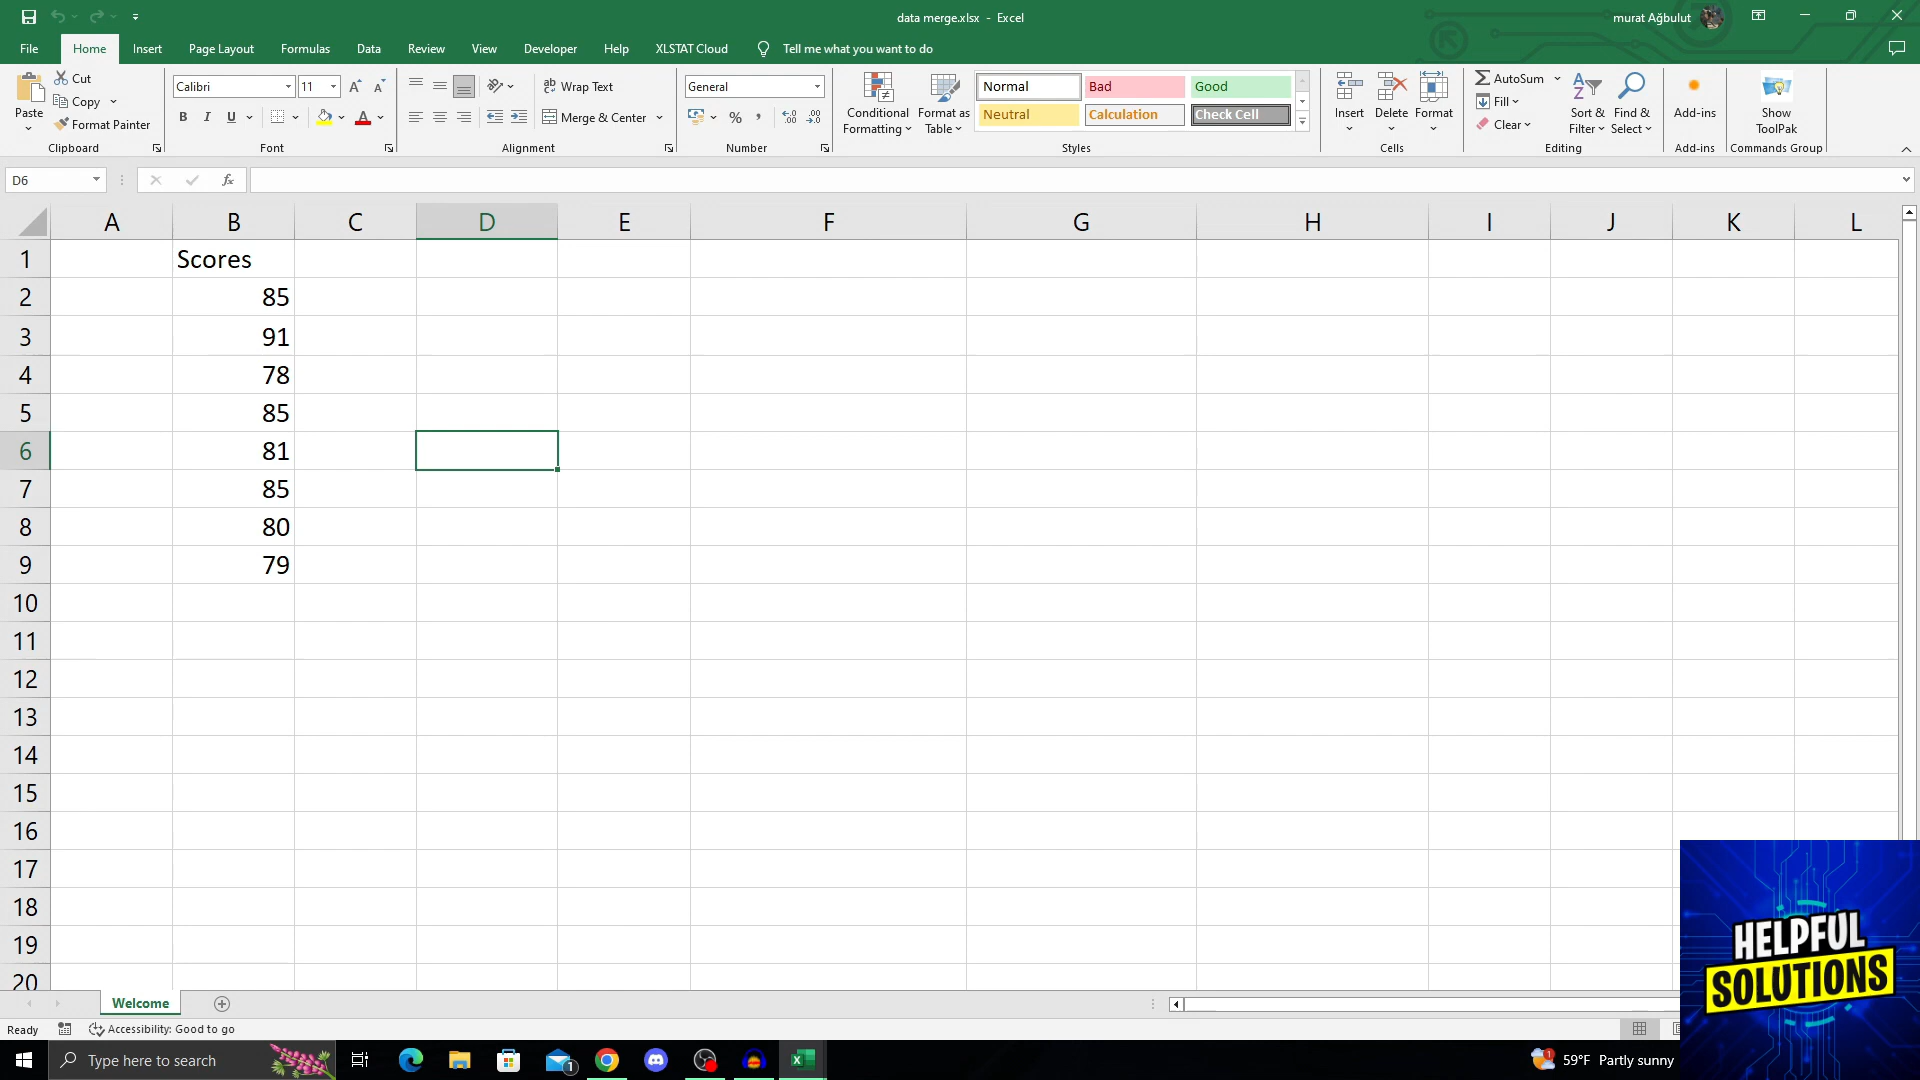 data merge.xlsx - Excel
murat Ağbulut
File Home Insert Page Layout Formulas Data Review View Developer Help XLSTAT Cloud Tell me what you want to do
Paste
Cut
Copy
Format Painter
Clipboard
Calibri 11
B I U
Font
Wrap Text
Merge & Center
Alignment
General
%
Number
Conditional Formatting
Format as Table
Normal Bad Good
Neutral Calculation Check Cell
Styles
Insert Delete Format
Cells
AutoSum
Fill
Clear
Sort & Filter
Find & Select
Editing
Add-ins
Add-ins
Show ToolPak
Commands Group
D6
fx
A B C D E F G H I J K L
1 Scores
2 85
3 91
4 78
5 85
6 81
7 85
8 80
9 79
10
11
12
13
14
15
16
17
18
19
20
Welcome
Ready Accessibility: Good to go
Type here to search
1
1
59°F Partly sunny
HELPFUL
SOLUTIONS